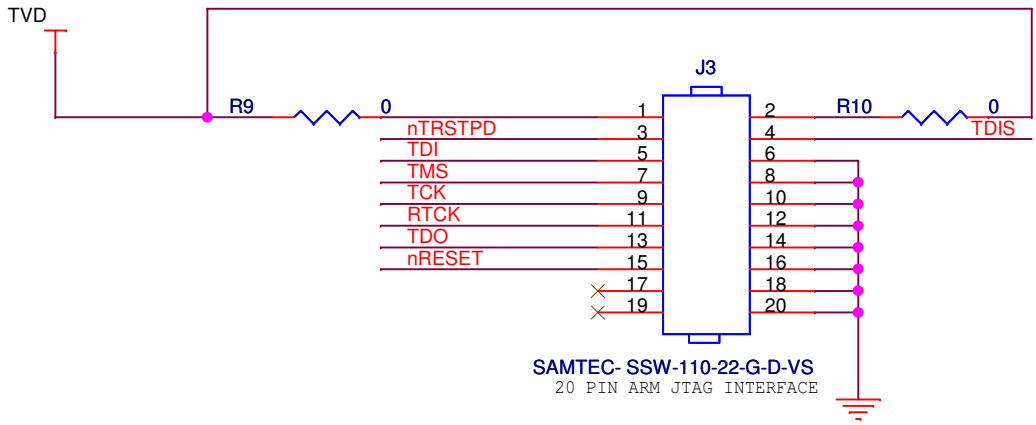 TVD
J3
R9 0 1 2 R10 0
nTRSTPD 3 4 TDIS
TDI 5 6
TMS 7 8
TCK 9 10
RTCK 11 12
TDO 13 14
nRESET 15 16
17 18
19 20
SAMTEC- SSW-110-22-G-D-VS
20 PIN ARM JTAG INTERFACE